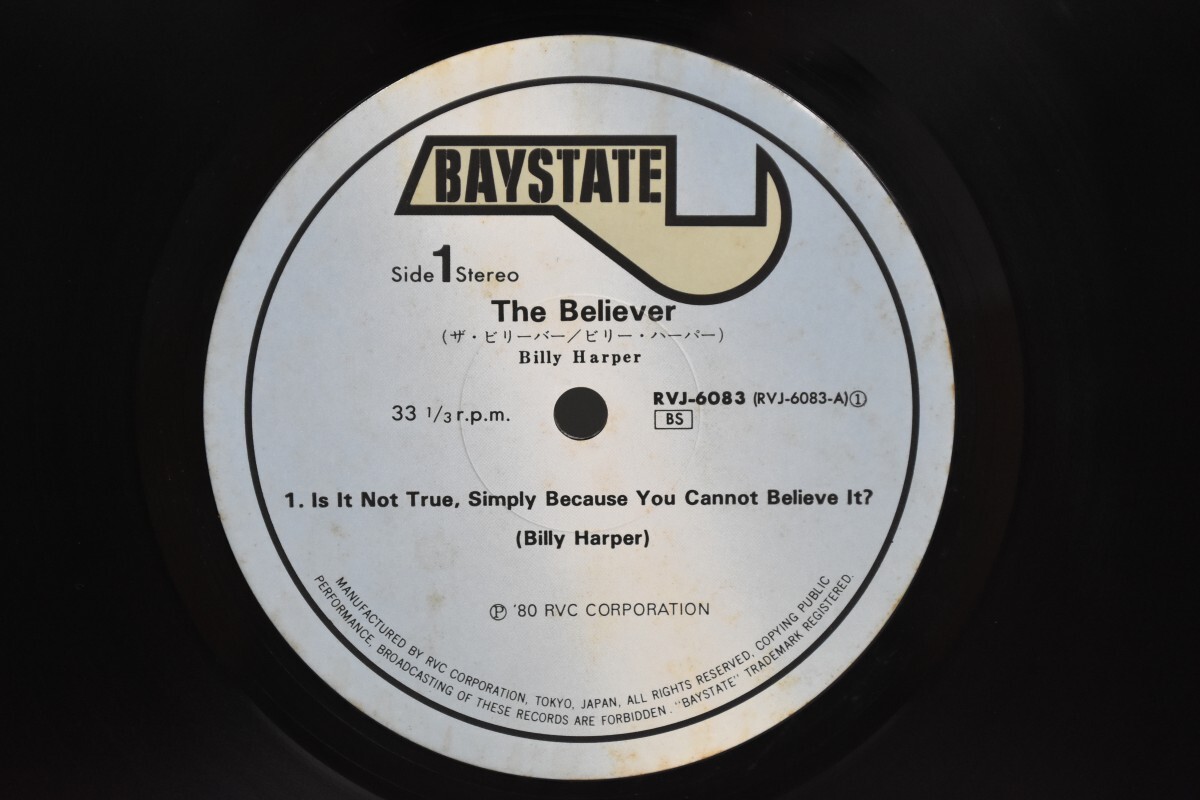 BAYSTATE
Side 1 Stereo
The Believer
(ザ・ビリーバー/ビリー・ハーパー)
Billy Harper
33 1/3 r.p.m.
RVJ-6083 (RVJ-6083-A)①
BS
1. Is It Not True, Simply Because You Cannot Believe It?
(Billy Harper)
℗ '80 RVC CORPORATION
MANUFACTURED BY RVC CORPORATION, TOKYO, JAPAN, ALL RIGHTS RESERVED, COPYING PUBLIC
PERFORMANCE, BROADCASTING OF THESE RECORDS ARE FORBIDDEN. "BAYSTATE" TRADEMARK REGISTERED.